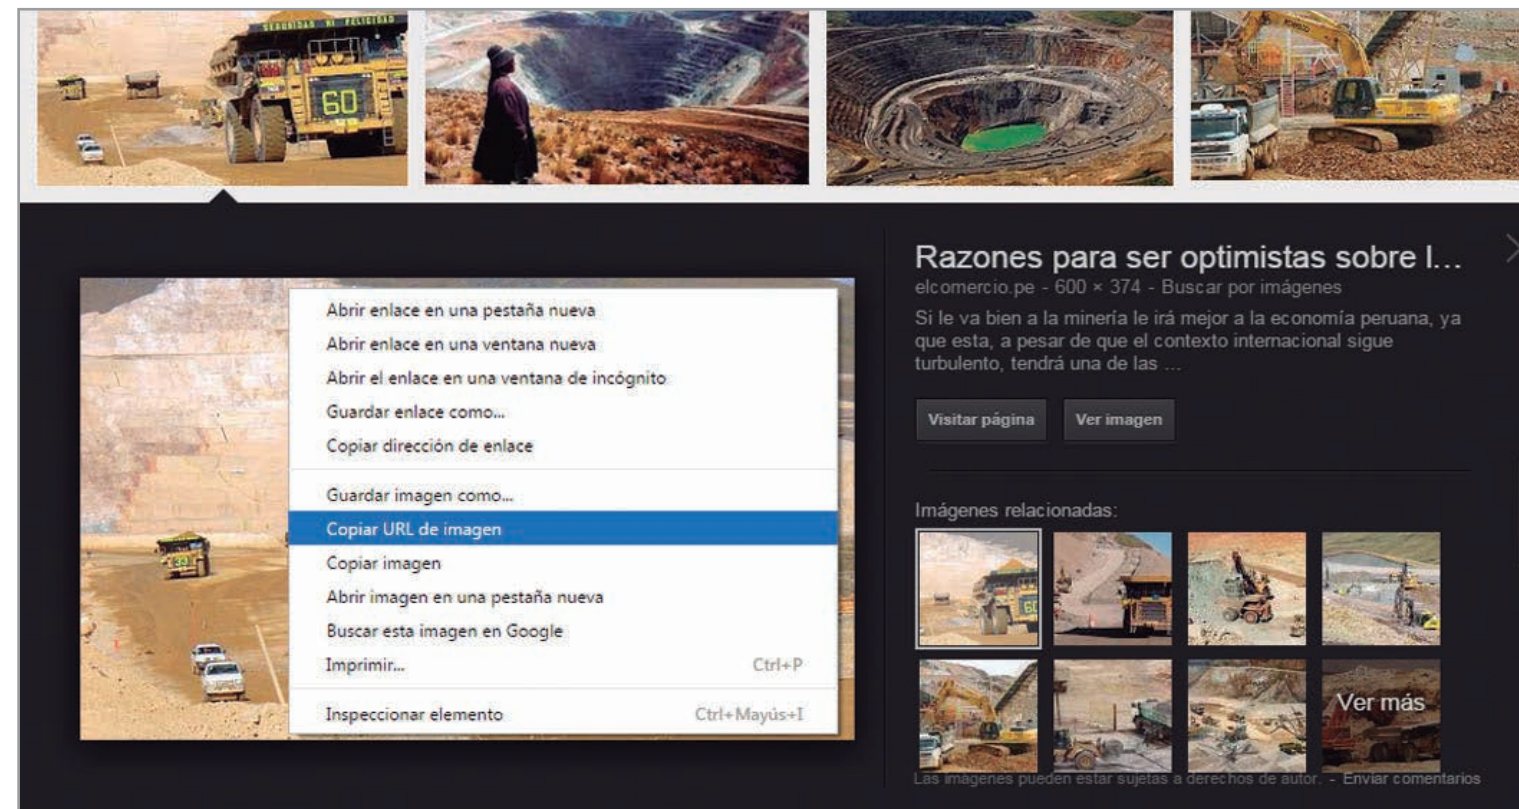 SEGURIDAD MI FELICIDAD
60
Razones para ser optimistas sobre l...
elcomercio.pe - 600 × 374 - Buscar por imágenes
Si le va bien a la minería le irá mejor a la economía peruana, ya
que esta, a pesar de que el contexto internacional sigue
turbulento, tendrá una de las ...
Visitar página
Ver imagen
Abrir enlace en una pestaña nueva
Abrir enlace en una ventana nueva
Abrir el enlace en una ventana de incógnito
Guardar enlace como...
Copiar dirección de enlace
Guardar imagen como...
Copiar URL de imagen
Copiar imagen
Abrir imagen en una pestaña nueva
Buscar esta imagen en Google
Imprimir... Ctrl+P
Inspeccionar elemento Ctrl+Mayús+I
33
Imágenes relacionadas:
60
Ver más
Las imágenes pueden estar sujetas a derechos de autor. - Enviar comentarios